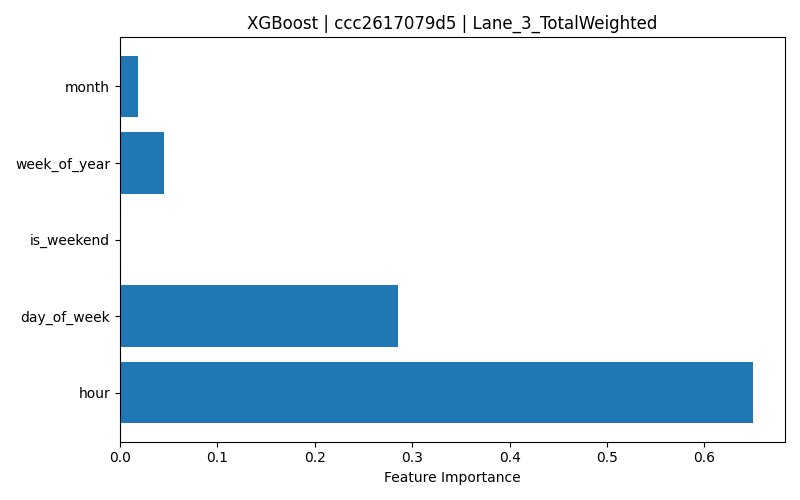 XGBoost | ccc2617079d5 | Lane_3_TotalWeighted
month
week_of_year
is_weekend
day_of_week
hour
0.0 0.1 0.2 0.3 0.4 0.5 0.6
Feature Importance